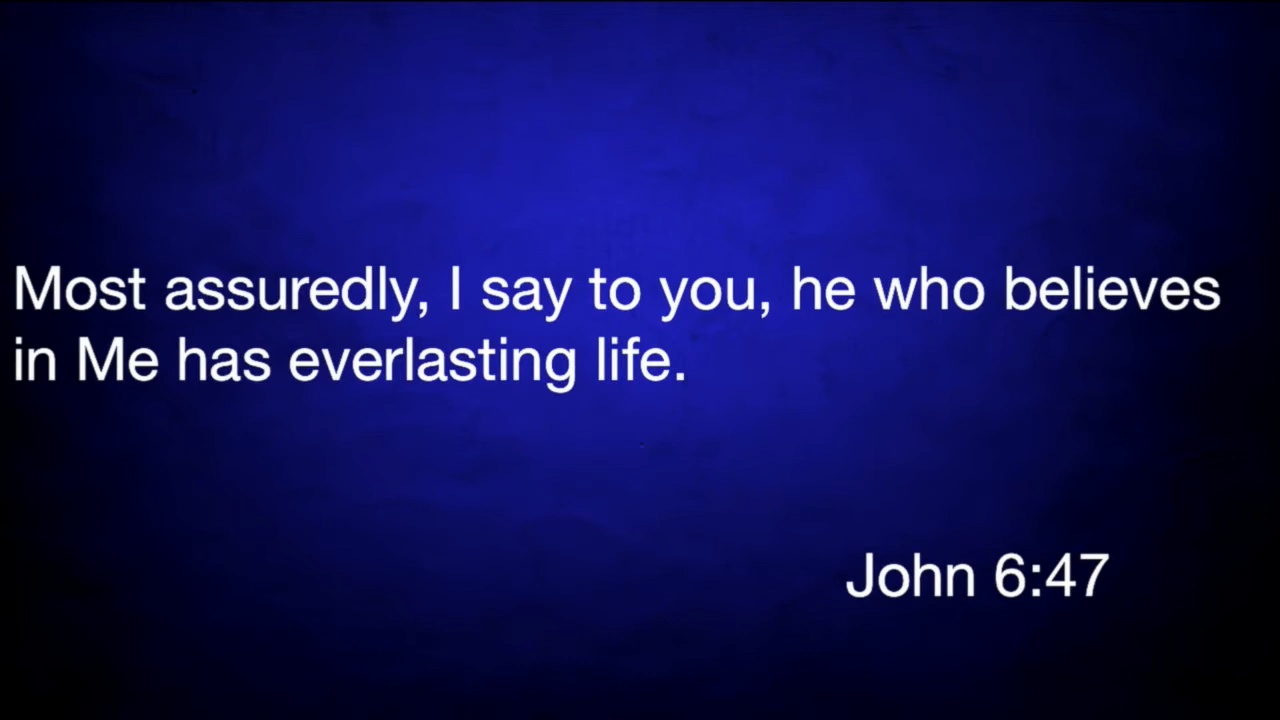 Most assuredly, I say to you, he who believes
in Me has everlasting life.
John 6:47